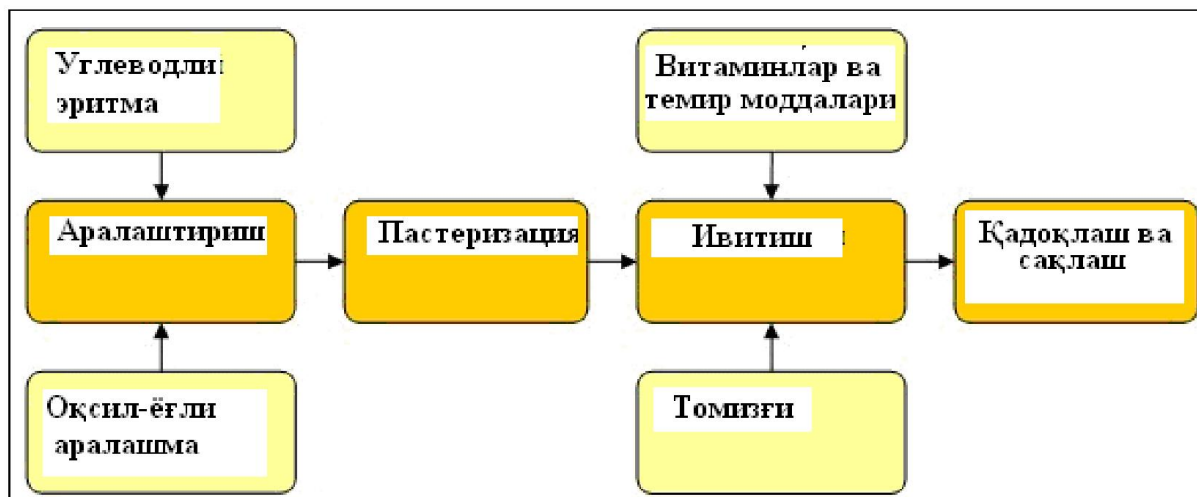 Углеводли
эритма
Витаминлар ва
темир моддалари
Аралаштириш
Пастеризация
Ивитиш
Қадоқлаш ва
сақлаш
Оқсил-ёғли
аралашма
Томизғи